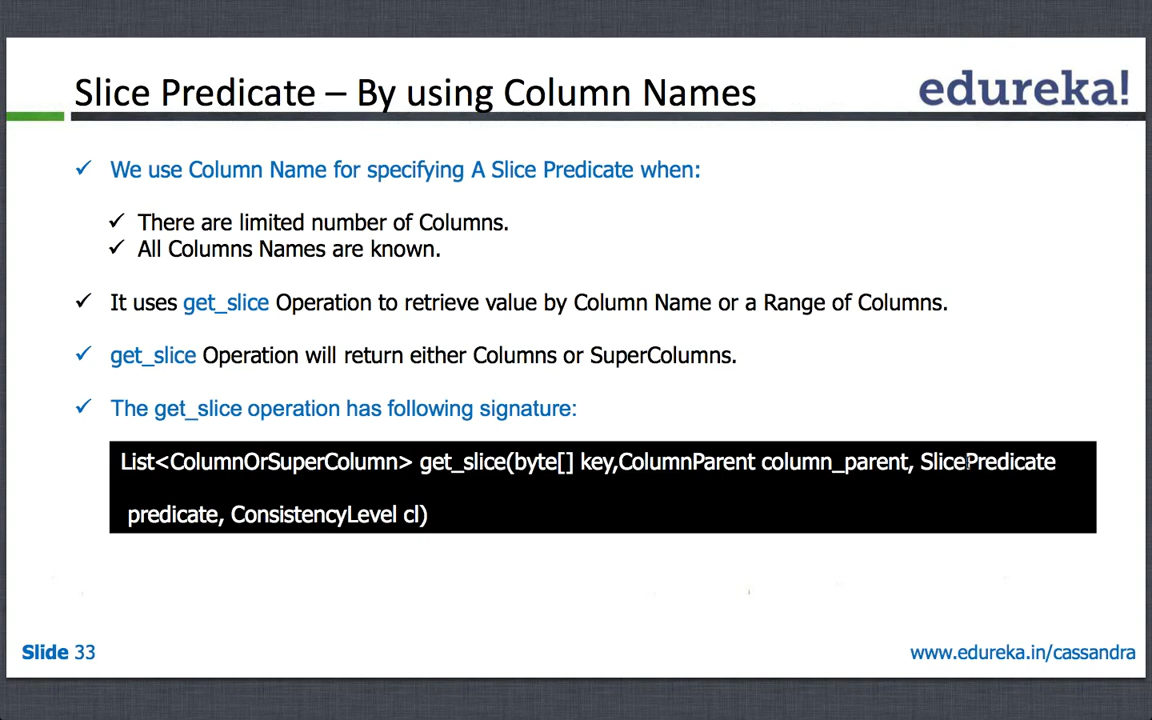 Slice Predicate – By using Column Names
edureka!
We use Column Name for specifying A Slice Predicate when:
There are limited number of Columns.
All Columns Names are known.
It uses get_slice Operation to retrieve value by Column Name or a Range of Columns.
get_slice Operation will return either Columns or SuperColumns.
The get_slice operation has following signature:
List<ColumnOrSuperColumn> get_slice(byte[] key,ColumnParent column_parent, SlicePredicate
predicate, ConsistencyLevel cl)
Slide 33
www.edureka.in/cassandra